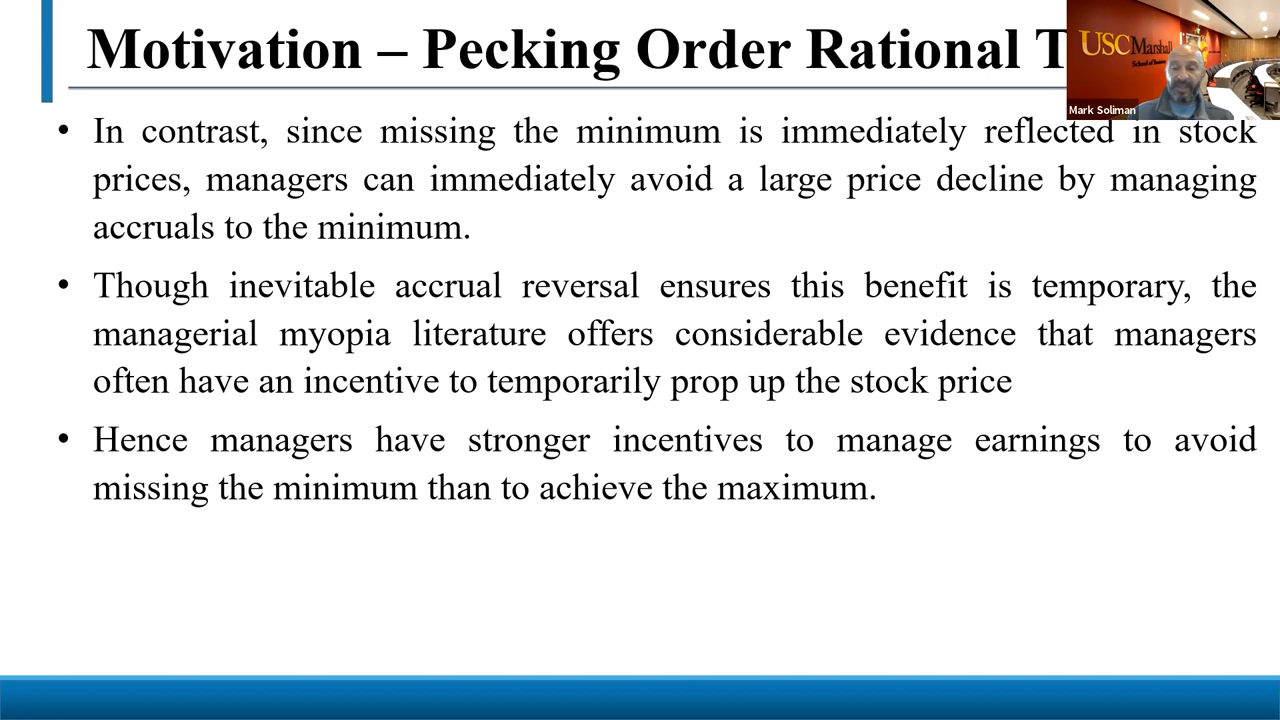 Motivation – Pecking Order Rational
USC Marshall
School of Business
Mark Soliman
• In contrast, since missing the minimum is immediately reflected in stock
prices, managers can immediately avoid a large price decline by managing
accruals to the minimum.
• Though inevitable accrual reversal ensures this benefit is temporary, the
managerial myopia literature offers considerable evidence that managers
often have an incentive to temporarily prop up the stock price
• Hence managers have stronger incentives to manage earnings to avoid
missing the minimum than to achieve the maximum.